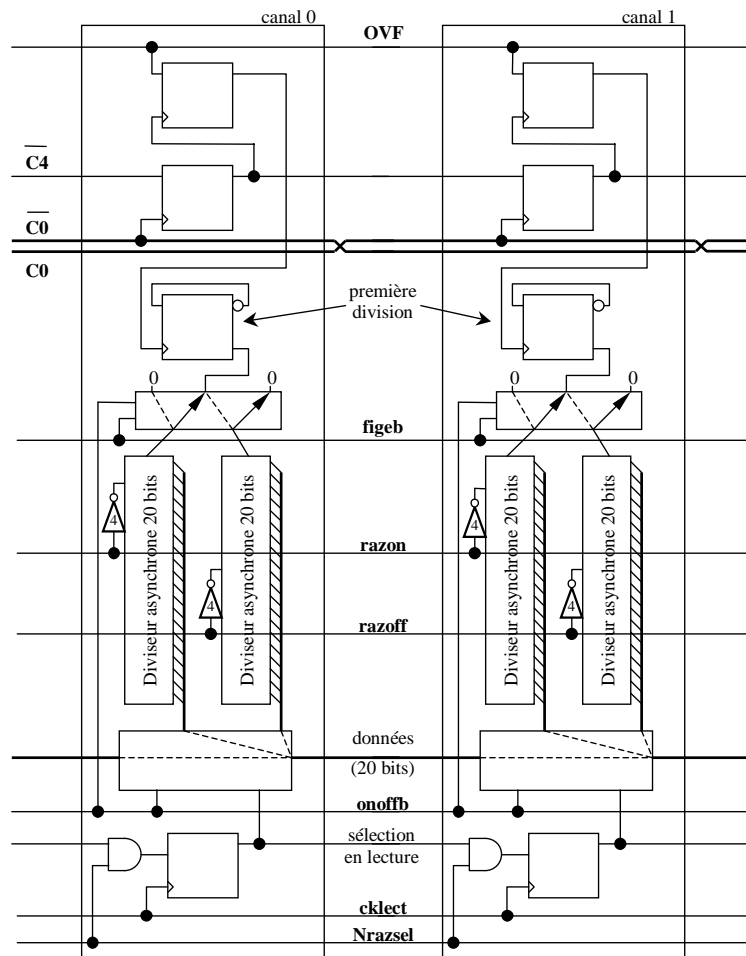 canal 0
OVF
canal 1
C4
C0
C0
première
division
0
0
0
0
figeb
Diviseur asynchrone 20 bits
Diviseur asynchrone 20 bits
Diviseur asynchrone 20 bits
Diviseur asynchrone 20 bits
4
4
razon
4
4
razoff
données
(20 bits)
onoffb
sélection
en lecture
cklect
Nrazsel